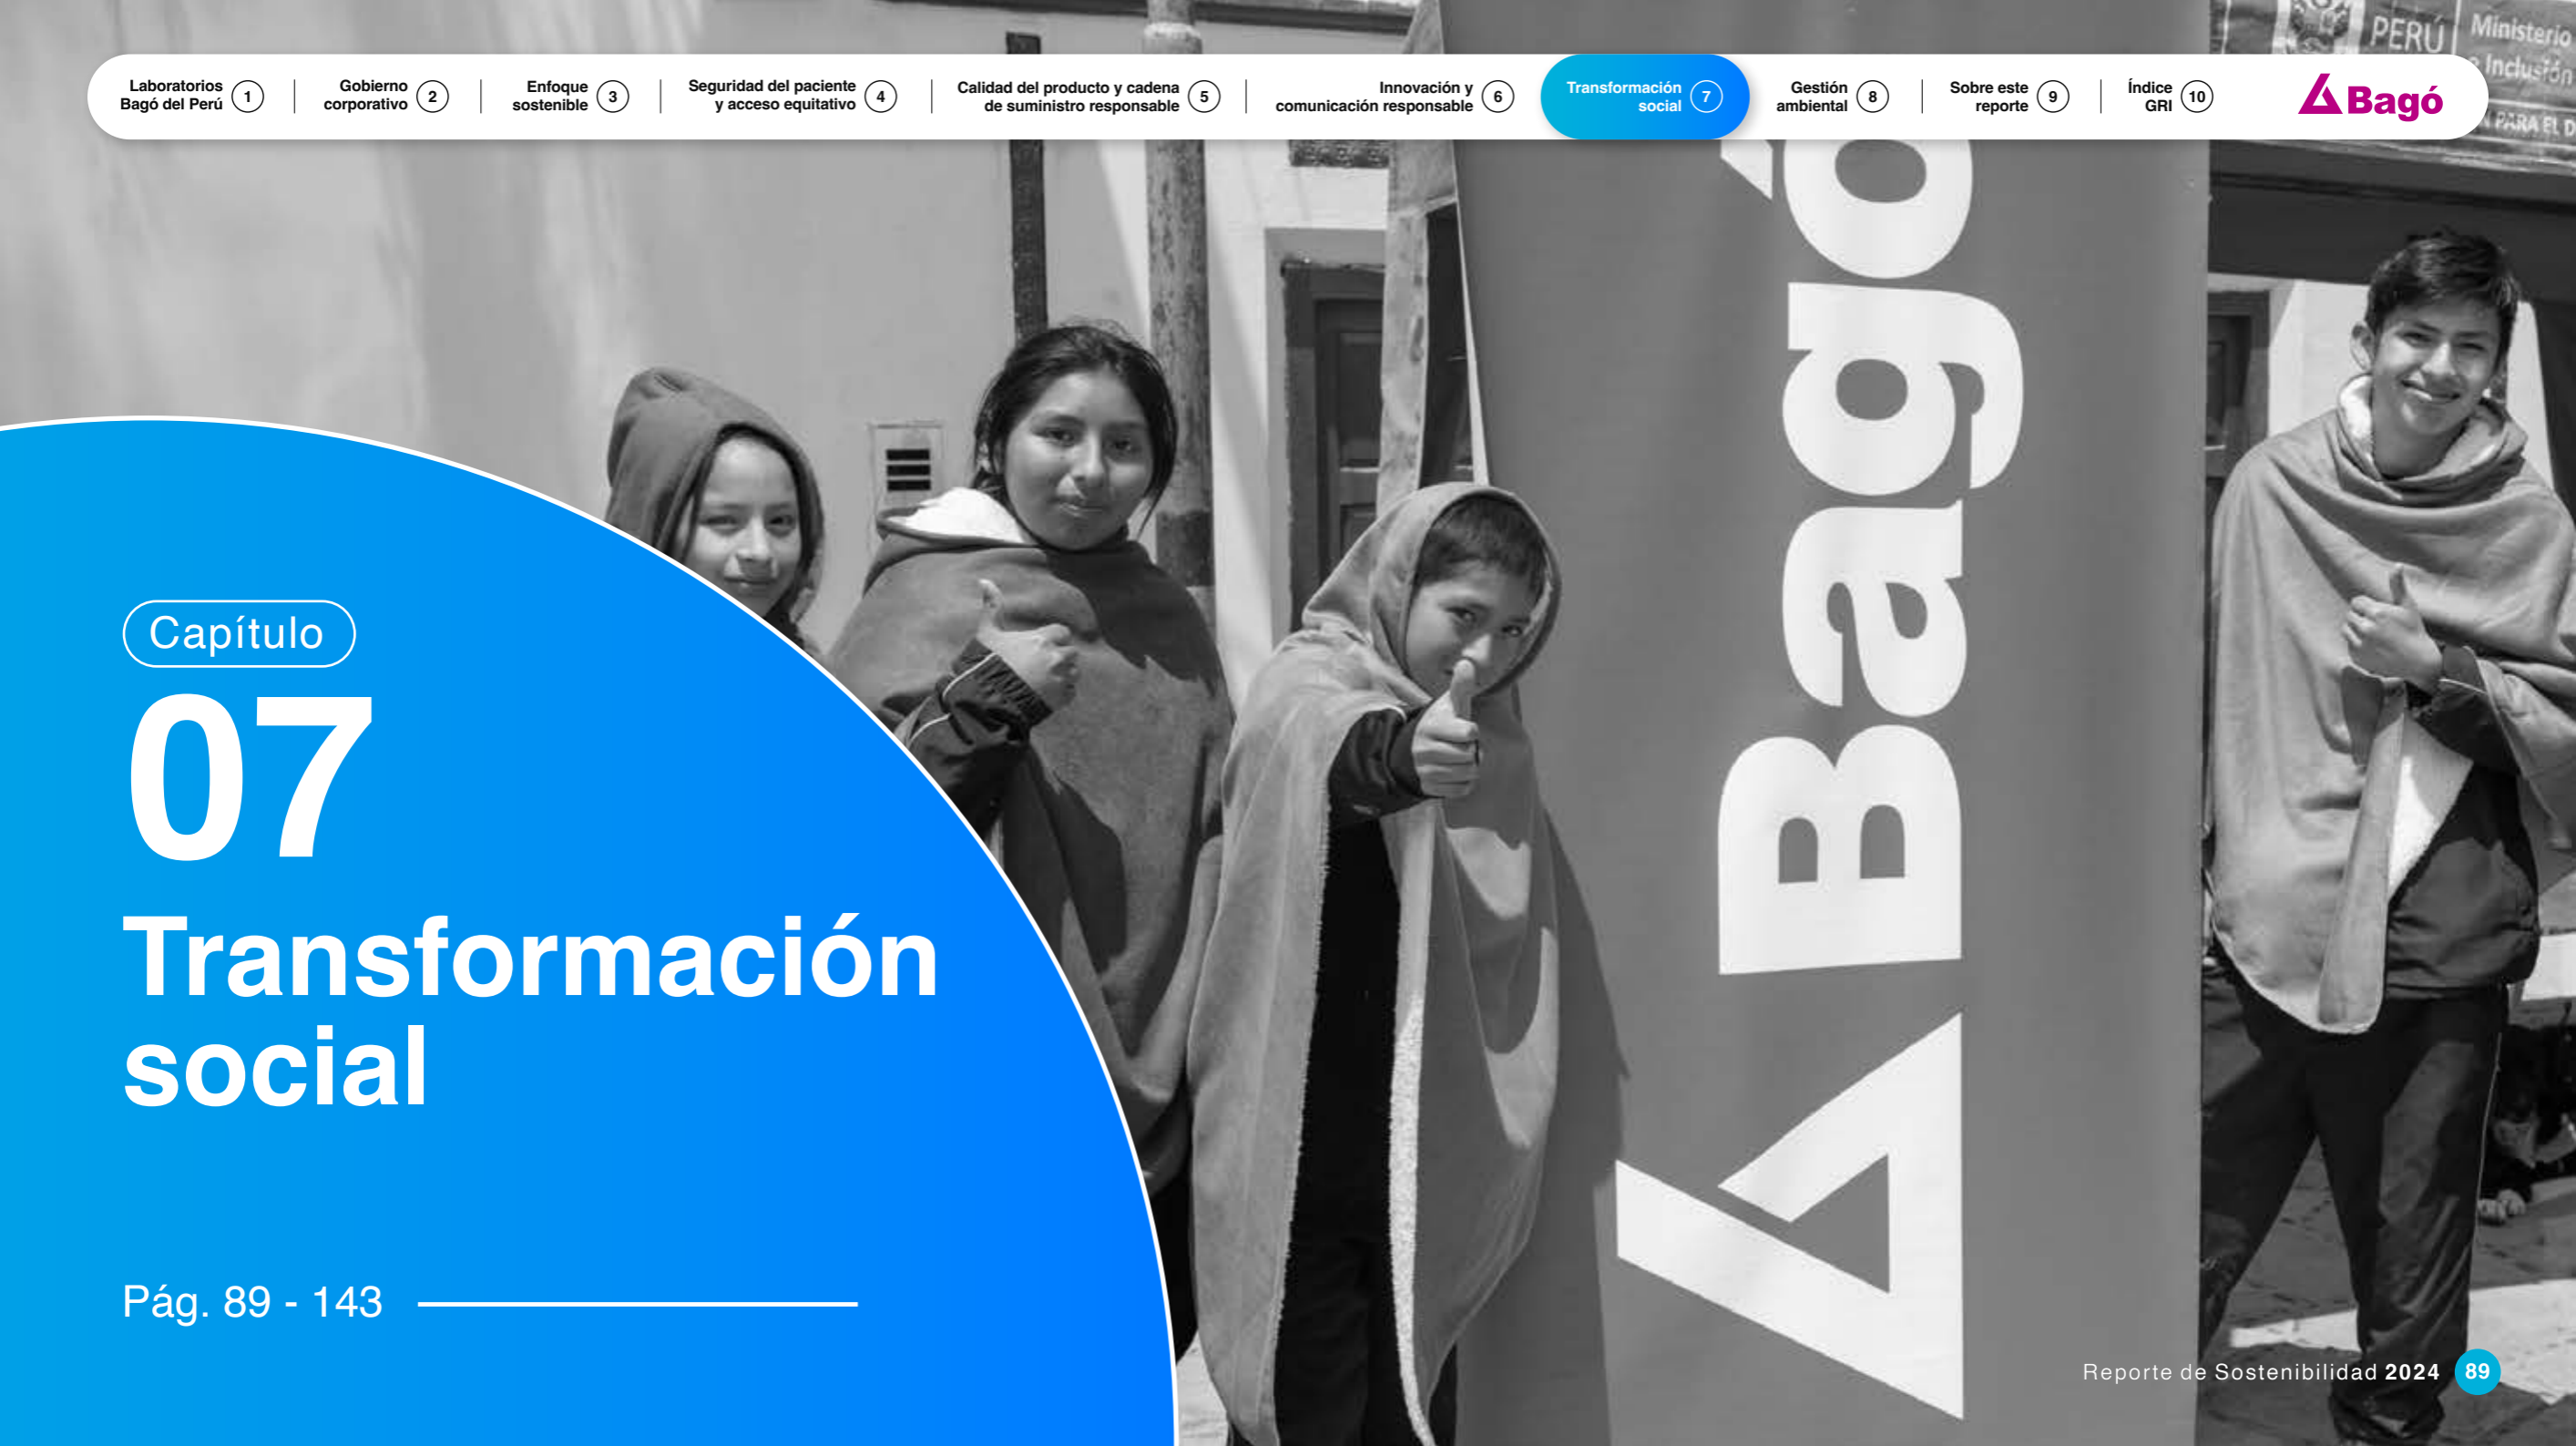 Laboratorios
Bagó del Perú 1
Gobierno
corporativo 2
Enfoque
sostenible 3
Seguridad del paciente
y acceso equitativo 4
Calidad del producto y cadena
de suministro responsable 5
Innovación y
comunicación responsable 6
Transformación
social 7
Gestión
ambiental 8
Sobre este
reporte 9
Índice
GRI 10
Bagó
PERÚ
Ministerio
Inclusión
PARA EL D
Bagó
Capítulo
07
Transformación
social
Pág. 89 - 143
Reporte de Sostenibilidad 2024 89